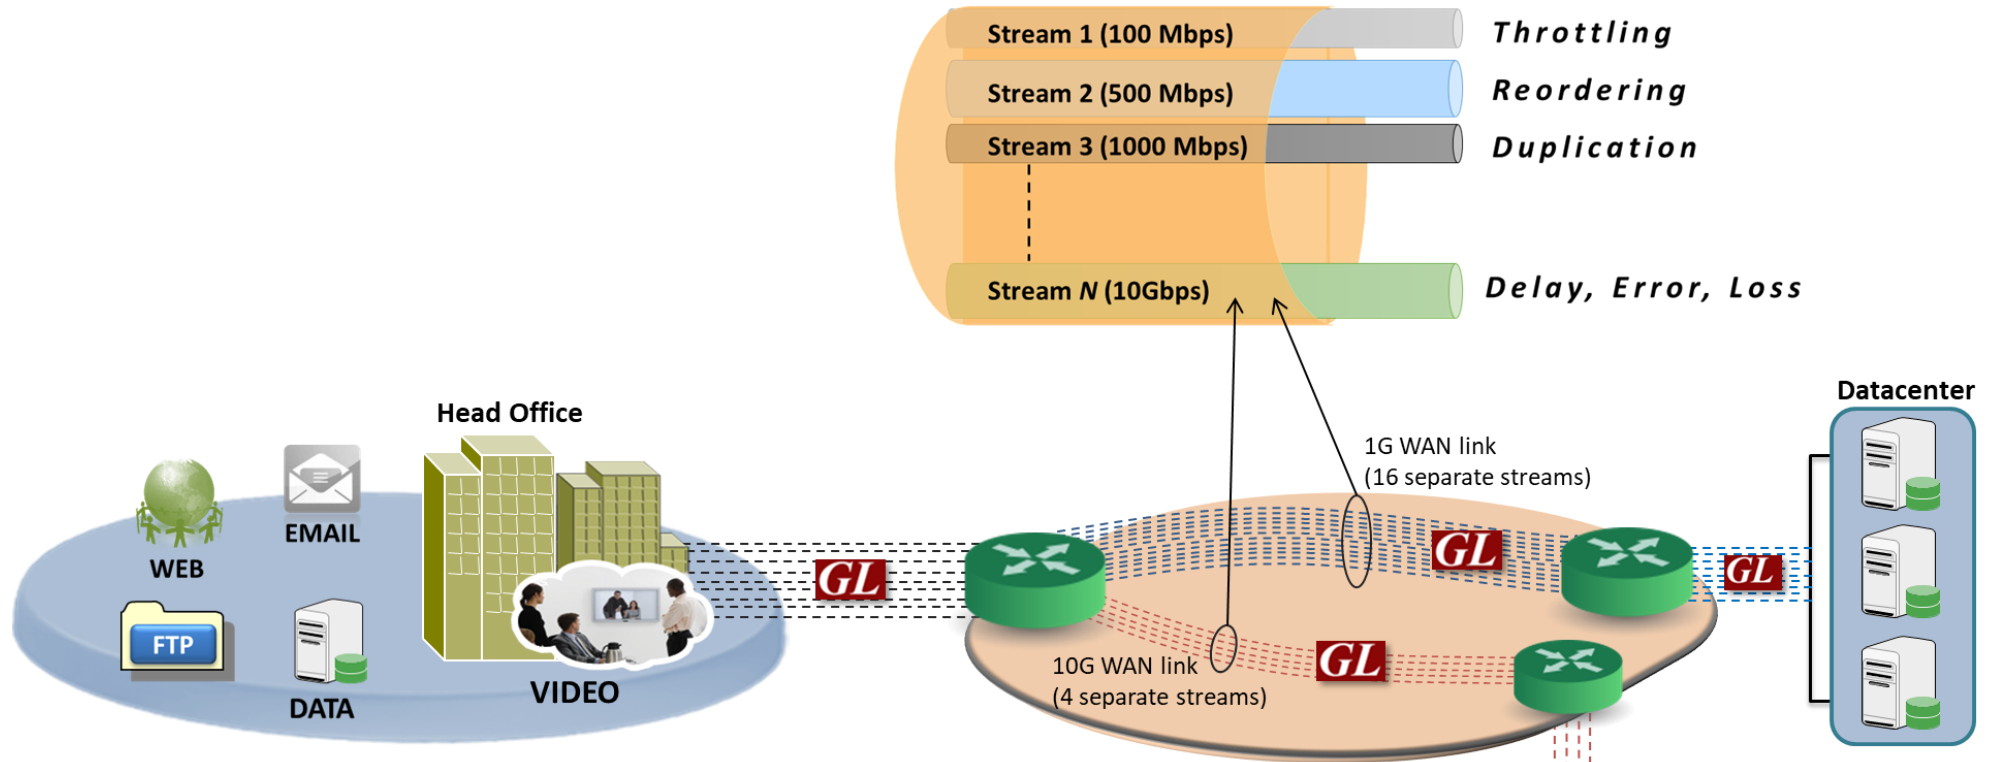 Stream 1 (100 Mbps)
Throttling
Stream 2 (500 Mbps)
Reordering
Stream 3 (1000 Mbps)
Duplication
Stream N (10Gbps)
Delay, Error, Loss
Head Office
Datacenter
EMAIL
WEB
FTP
DATA
VIDEO
GL
1G WAN link
(16 separate streams)
GL
GL
10G WAN link
(4 separate streams)
GL